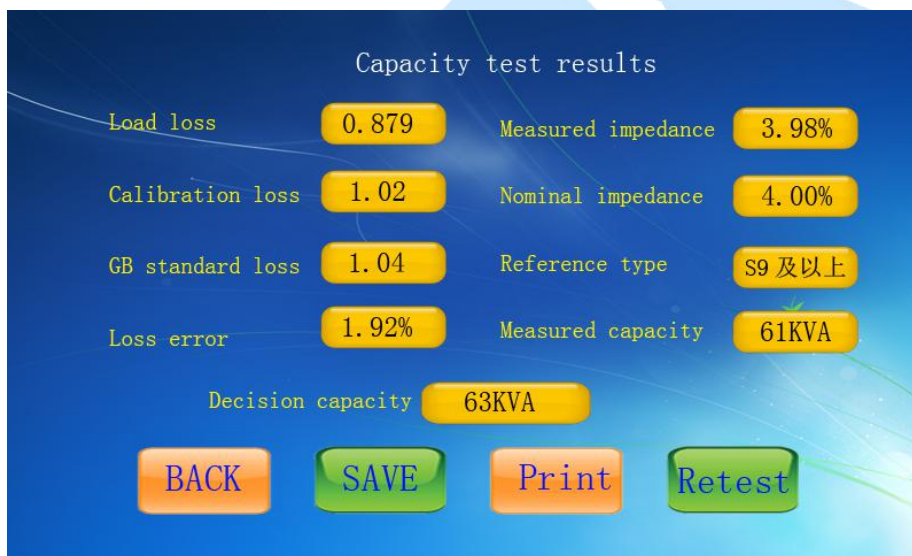 Capacity test results
Load loss 0.879 Measured impedance 3.98%
Calibration loss 1.02 Nominal impedance 4.00%
GB standard loss 1.04 Reference type S9 及以上
Loss error 1.92% Measured capacity 61KVA
Decision capacity 63KVA
BACK SAVE Print Retest